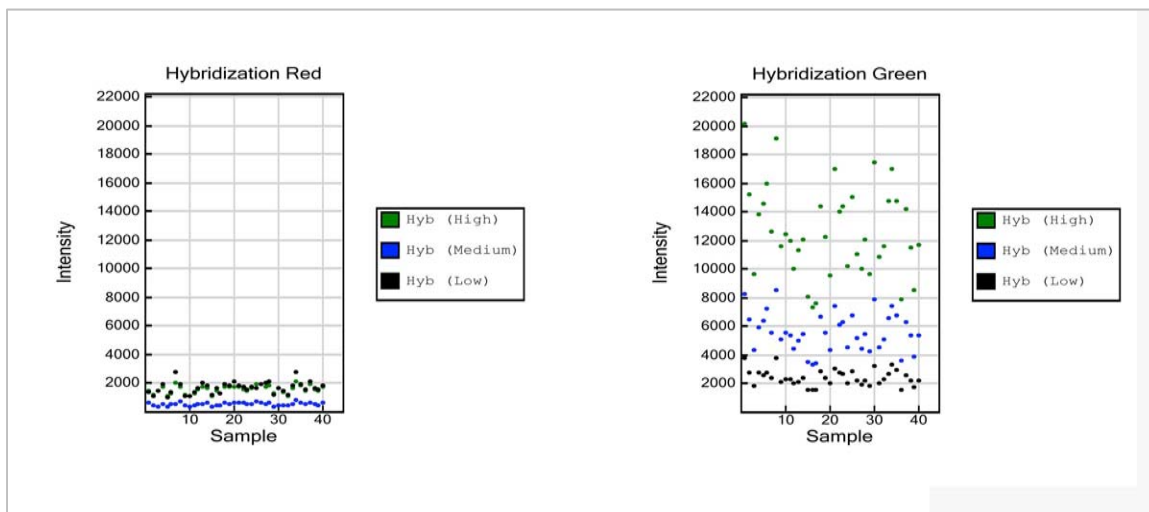 Hybridization Red
22000
20000
18000
16000
14000
12000
10000
8000
6000
4000
2000
10 20 30 40
Sample
Intensity
Hyb (High)
Hyb (Medium)
Hyb (Low)
Hybridization Green
22000
20000
18000
16000
14000
12000
10000
8000
6000
4000
2000
10 20 30 40
Sample
Intensity
Hyb (High)
Hyb (Medium)
Hyb (Low)